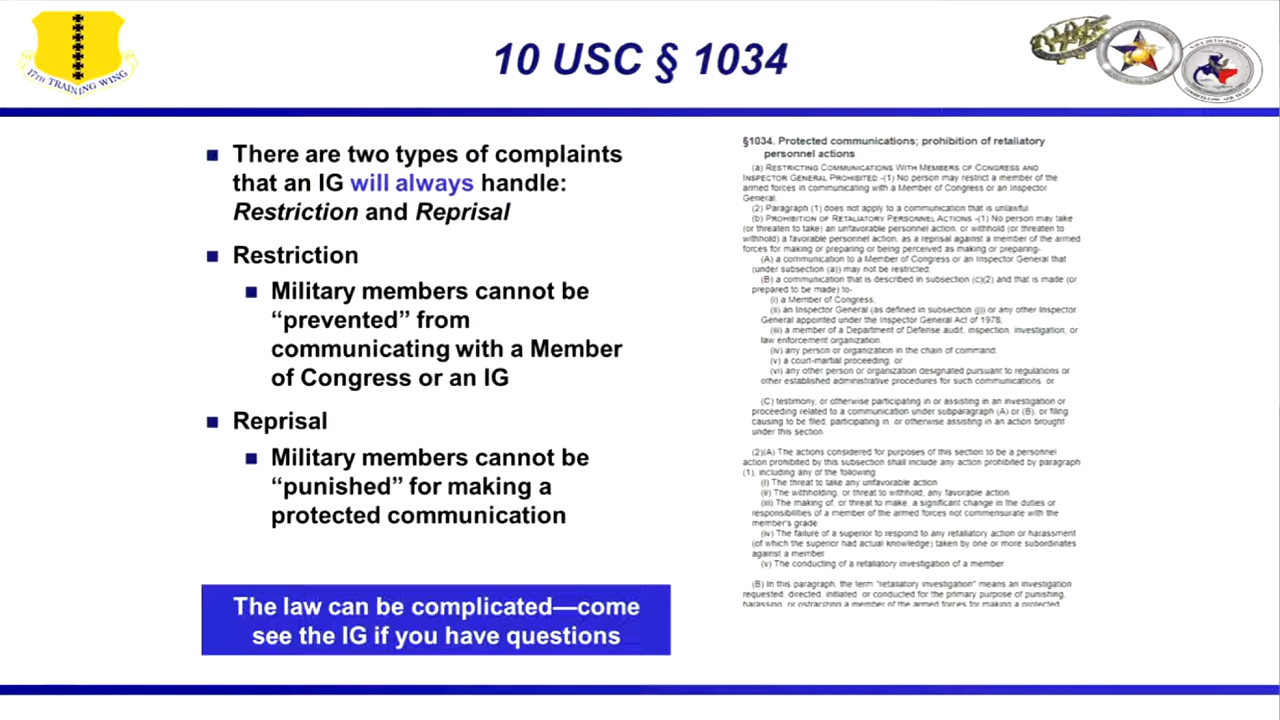 10 USC § 1034
17TH TRAINING WING
There are two types of complaints
that an IG will always handle:
Restriction and Reprisal
Restriction
Military members cannot be
“prevented” from
communicating with a Member
of Congress or an IG
Reprisal
Military members cannot be
“punished” for making a
protected communication
The law can be complicated—come
see the IG if you have questions
§1034. Protected communications; prohibition of retaliatory
personnel actions
(a) RESTRICTING COMMUNICATIONS WITH MEMBERS OF CONGRESS AND
INSPECTOR GENERAL PROHIBITED.-(1) No person may restrict a member of the
armed forces in communicating with a Member of Congress or an Inspector
General.
(2) Paragraph (1) does not apply to a communication that is unlawful.
(b) PROHIBITION OF RETALIATORY PERSONNEL ACTIONS.-(1) No person may take
(or threaten to take) an unfavorable personnel action, or withhold (or threaten to
withhold) a favorable personnel action, as a reprisal against a member of the armed
forces for making or preparing or being perceived as making or preparing-
(A) a communication to a Member of Congress or an Inspector General that
(under subsection (a)) may not be restricted;
(B) a communication that is described in subsection (c)(2) and that is made (or
prepared to be made) to-
(i) a Member of Congress;
(ii) an Inspector General (as defined in subsection (j)) or any other Inspector
General appointed under the Inspector General Act of 1978;
(iii) a member of a Department of Defense audit, inspection, investigation, or
law enforcement organization;
(iv) any person or organization in the chain of command;
(v) a court-martial proceeding; or
(vi) any other person or organization designated pursuant to regulations or
other established administrative procedures for such communications; or
(C) testimony, or otherwise participating in or assisting in an investigation or
proceeding related to a communication under subparagraph (A) or (B), or filing,
causing to be filed, participating in, or otherwise assisting in an action brought
under this section.
(2)(A) The actions considered for purposes of this section to be a personnel
action prohibited by this subsection shall include any action prohibited by paragraph
(1), including any of the following:
(i) The threat to take any unfavorable action.
(ii) The withholding, or threat to withhold, any favorable action.
(iii) The making of, or threat to make, a significant change in the duties or
responsibilities of a member of the armed forces not commensurate with the
member's grade.
(iv) The failure of a superior to respond to any retaliatory action or harassment
(of which the superior had actual knowledge) taken by one or more subordinates
against a member.
(v) The conducting of a retaliatory investigation of a member.
(B) In this paragraph, the term "retaliatory investigation" means an investigation
requested, directed, initiated, or conducted for the primary purpose of punishing,
harassing, or ostracizing a member of the armed forces for making a protected